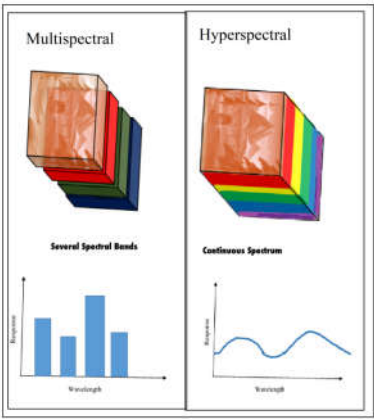 Multispectral
Several Spectral Bands
Response
Wavelength
Hyperspectral
Continuous Spectrum
Response
Wavelength